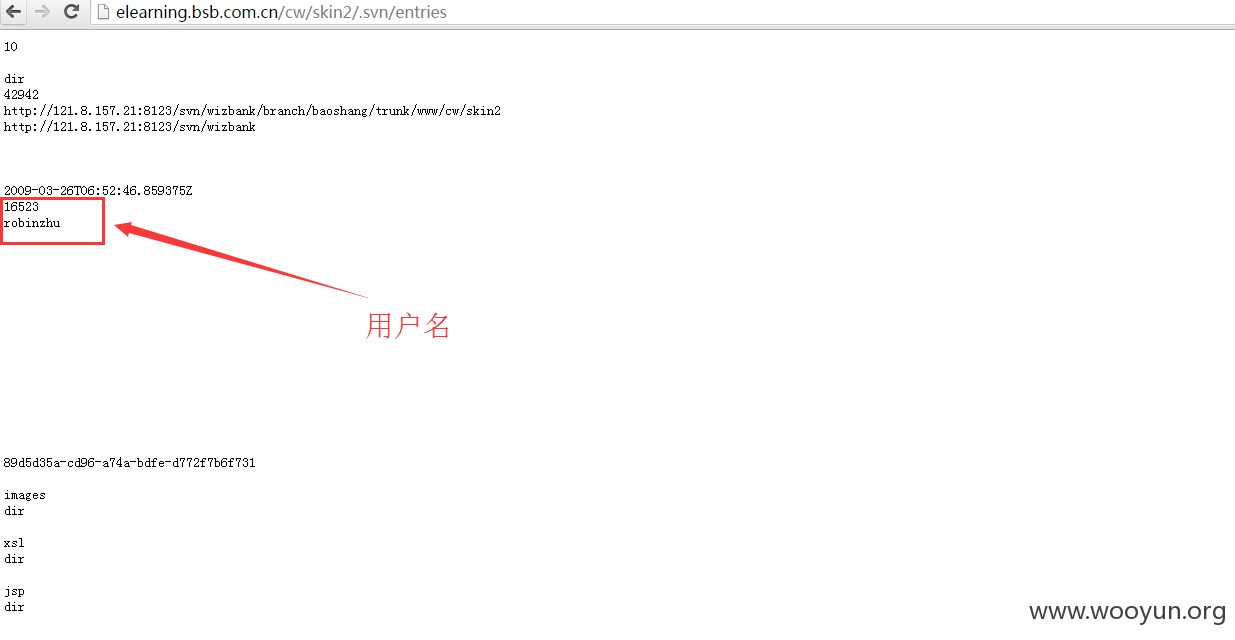 elearning.bsb.com.cn/cw/skin2/.svn/entries
10
dir
42942
http://121.8.157.21:8123/svn/wizbank/branch/baoshang/trunk/www/cw/skin2
http://121.8.157.21:8123/svn/wizbank
2009-03-26T06:52:46.859375Z
16523
robinzhu
用户名
89d5d35a-cd96-a74a-bdfe-d772f7b6f731
images
dir
xsl
dir
jsp
dir
www.wooyun.org